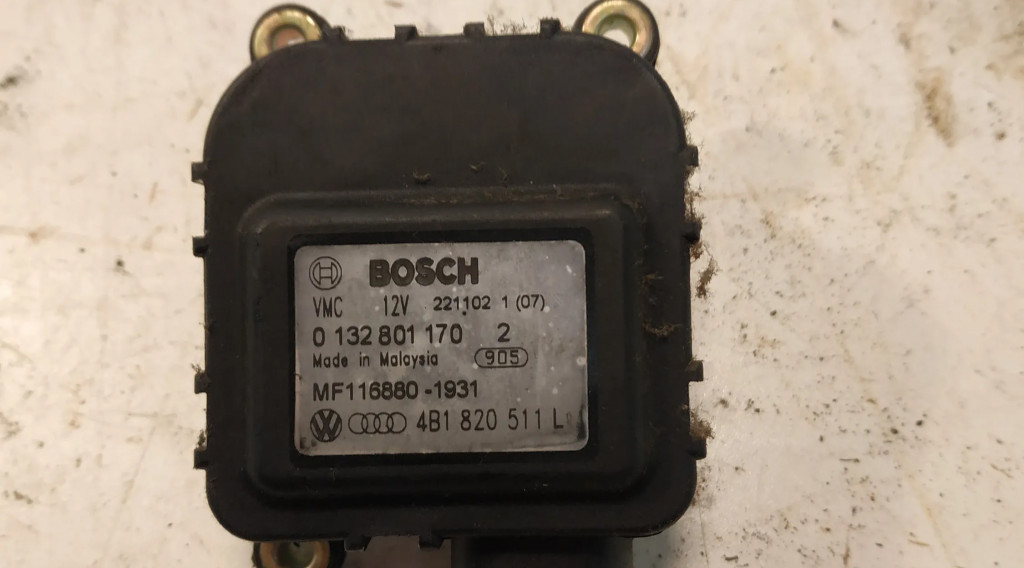 BOSCH
VMC 12V 221102 1 (07)
0 132 801 170 2
Made in Malaysia 905
MF116880-1931
4B1 820 511 L